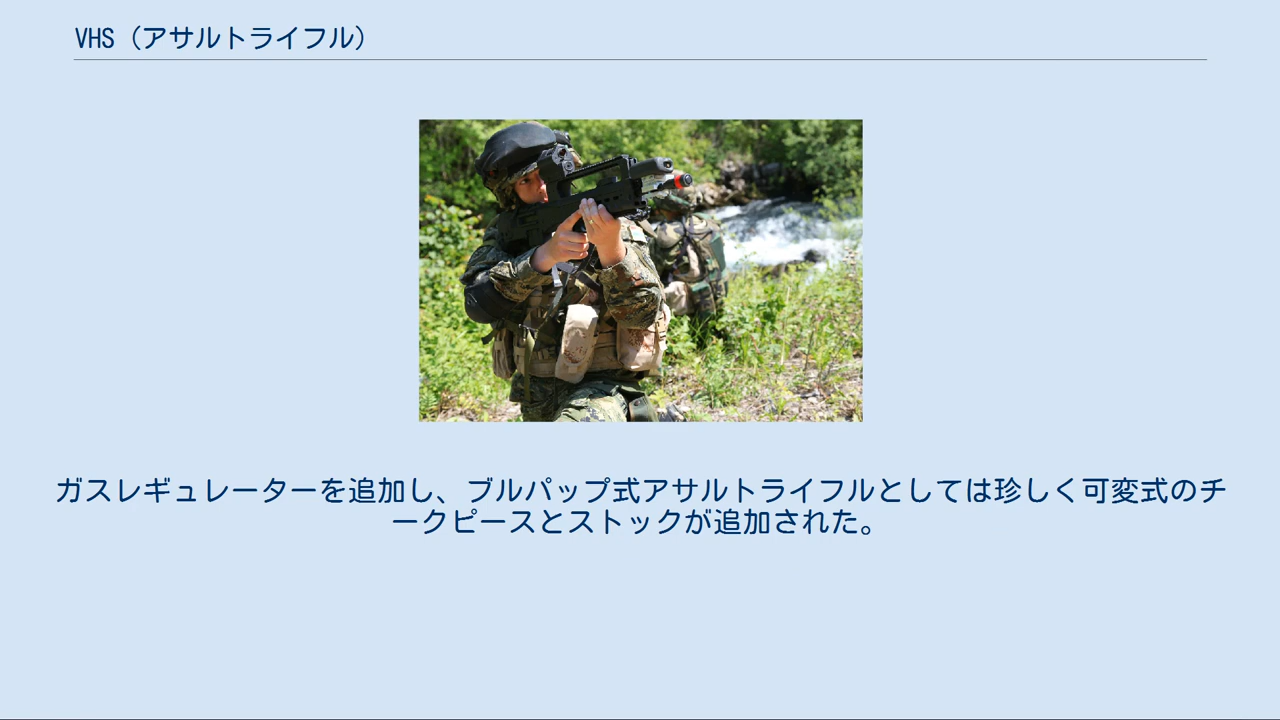 VHS（アサルトライフル）
ガスレギュレーターを追加し、ブルパップ式アサルトライフルとしては珍しく可変式のチ
ークピースとストックが追加された。